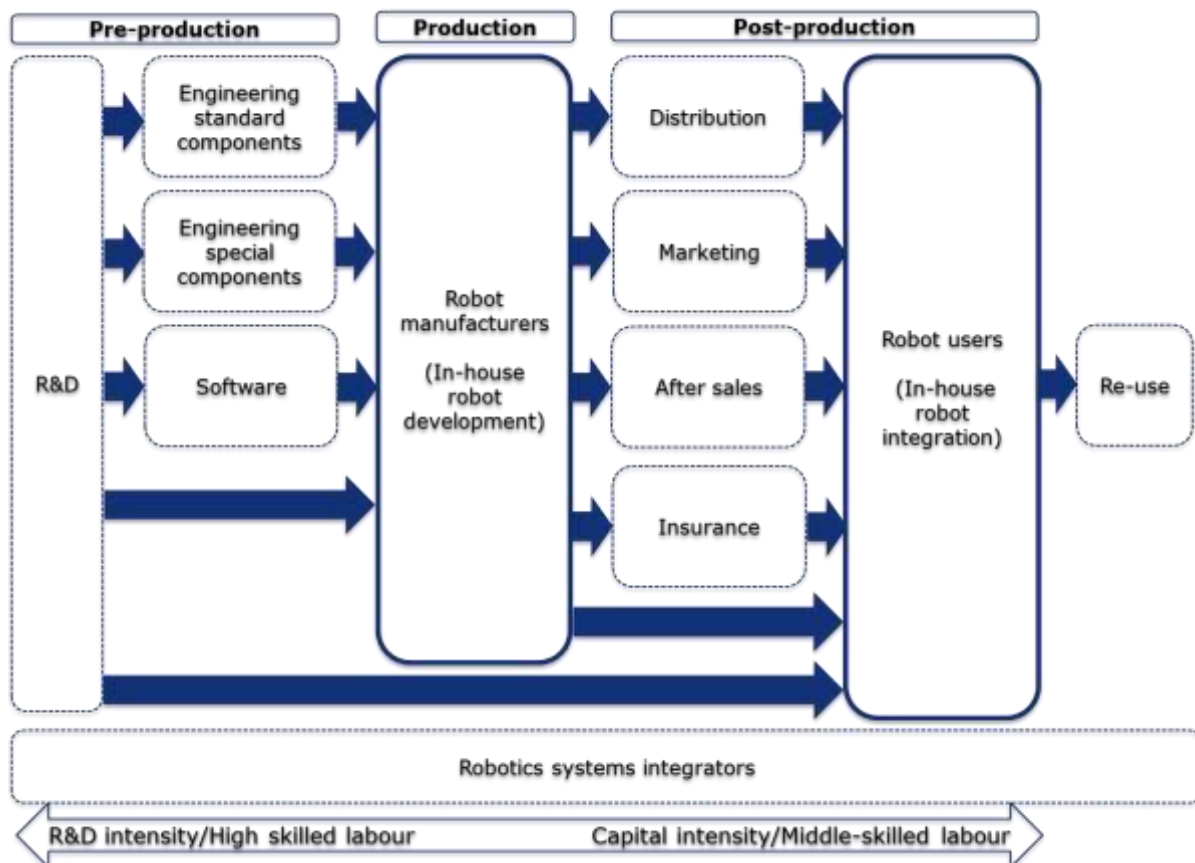 Pre-production
Production
Post-production
R&D
Engineering
standard
components
Engineering
special
components
Software
Robot
manufacturers
(In-house
robot
development)
Distribution
Marketing
After sales
Insurance
Robot users
(In-house
robot
integration)
Re-use
Robotics systems integrators
R&D intensity/High skilled labour
Capital intensity/Middle-skilled labour